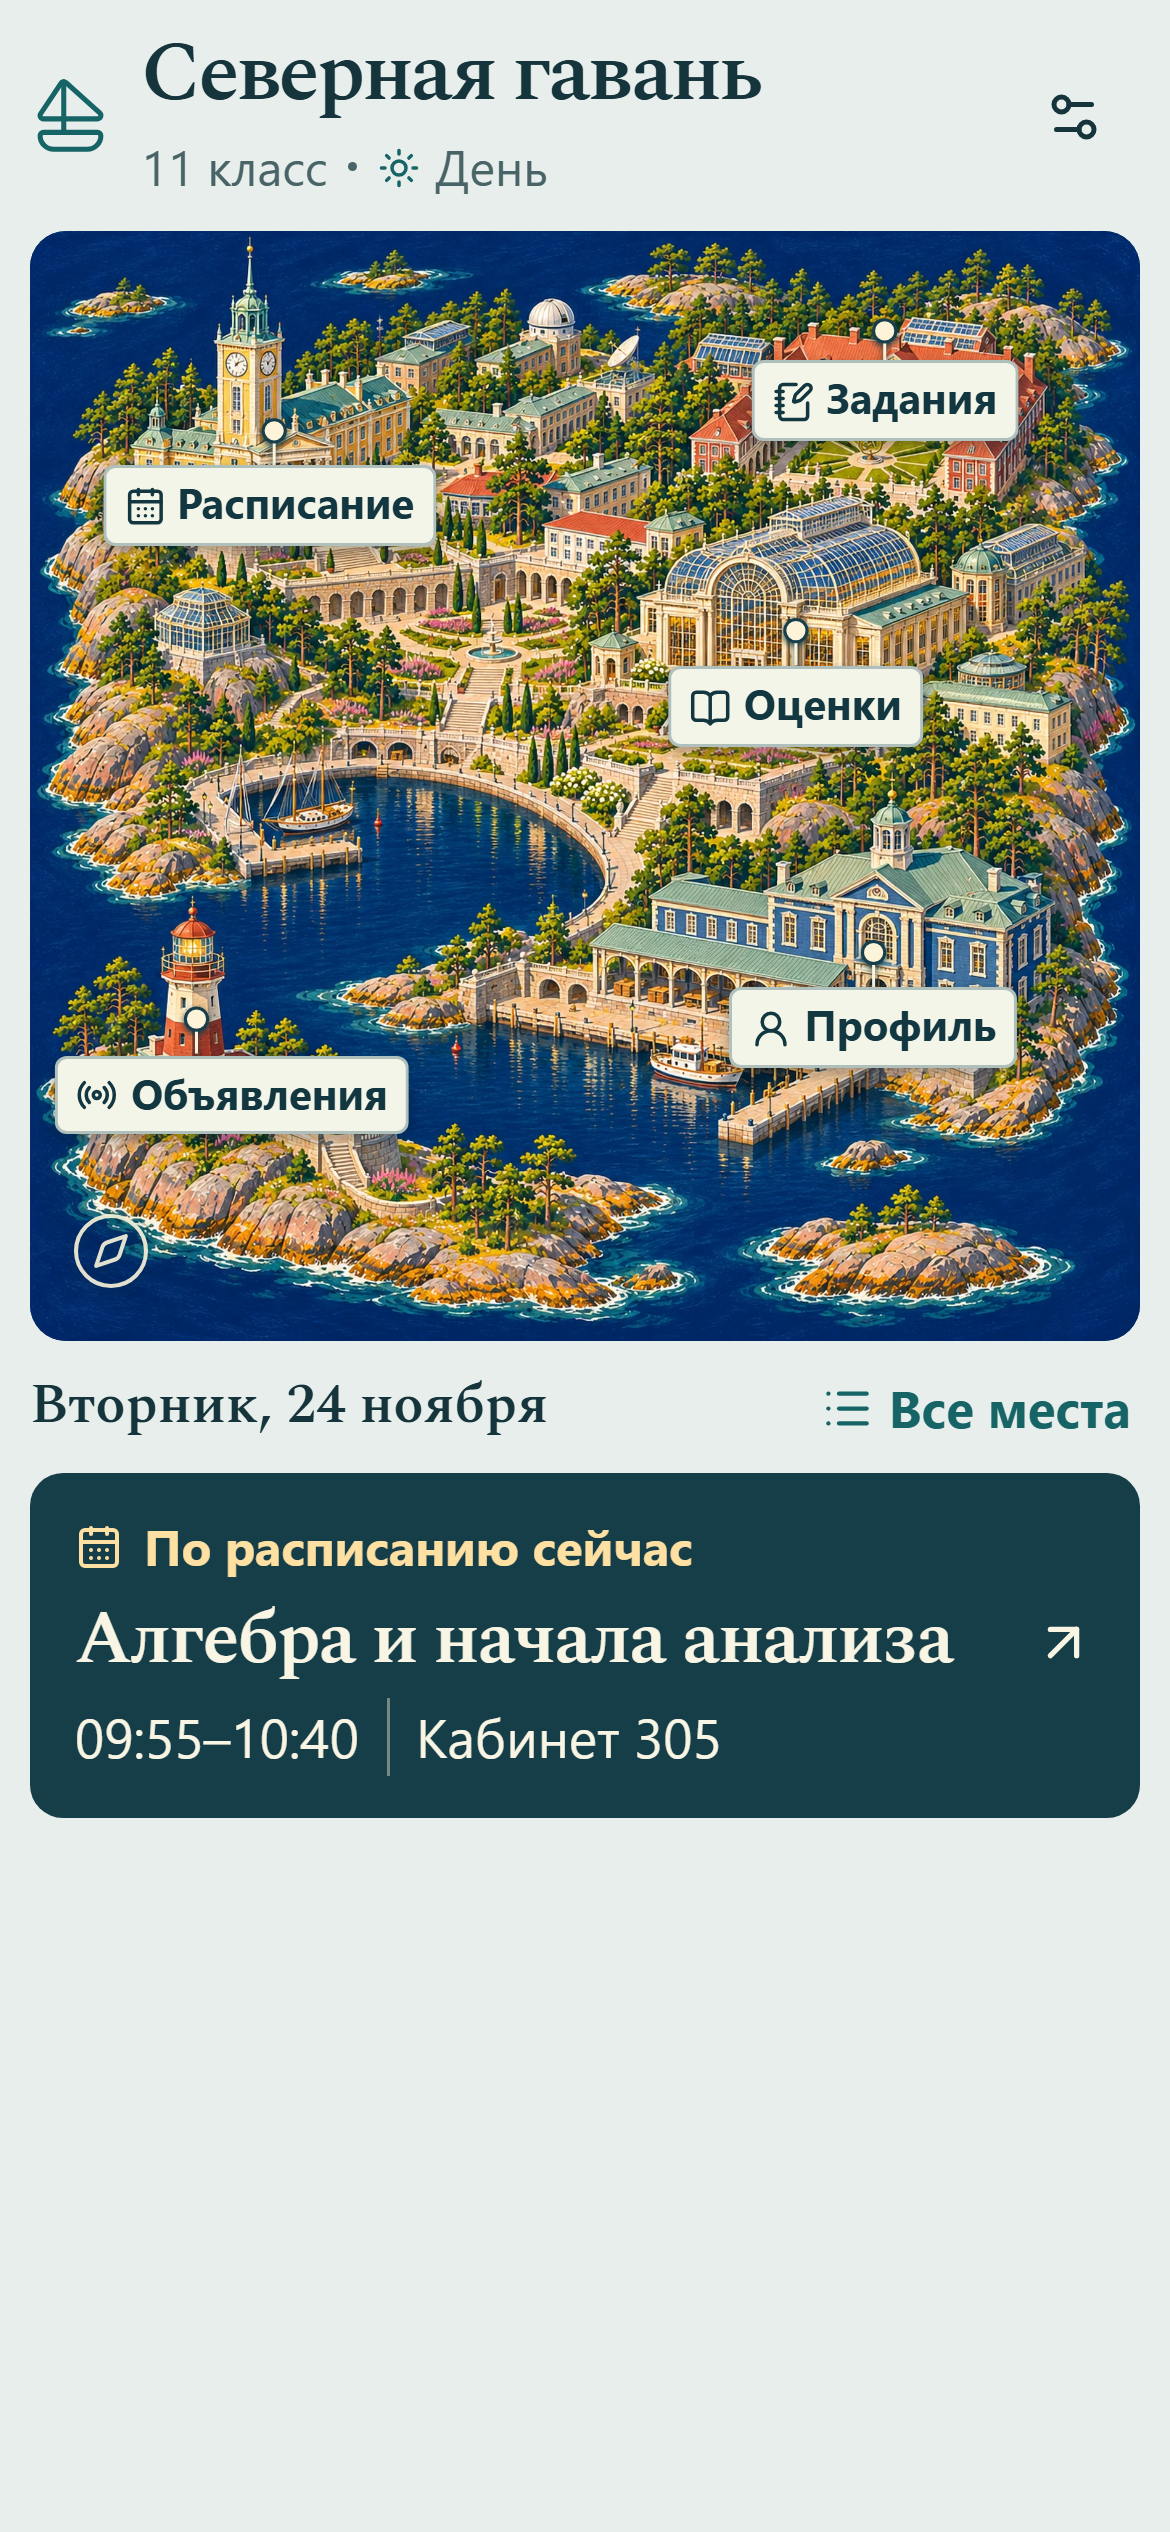 Северная гавань
11 класс • День
Задания
Расписание
Оценки
Профиль
Объявления
Вторник, 24 ноября
Все места
По расписанию сейчас
Алгебра и начала анализа
09:55–10:40 Кабинет 305